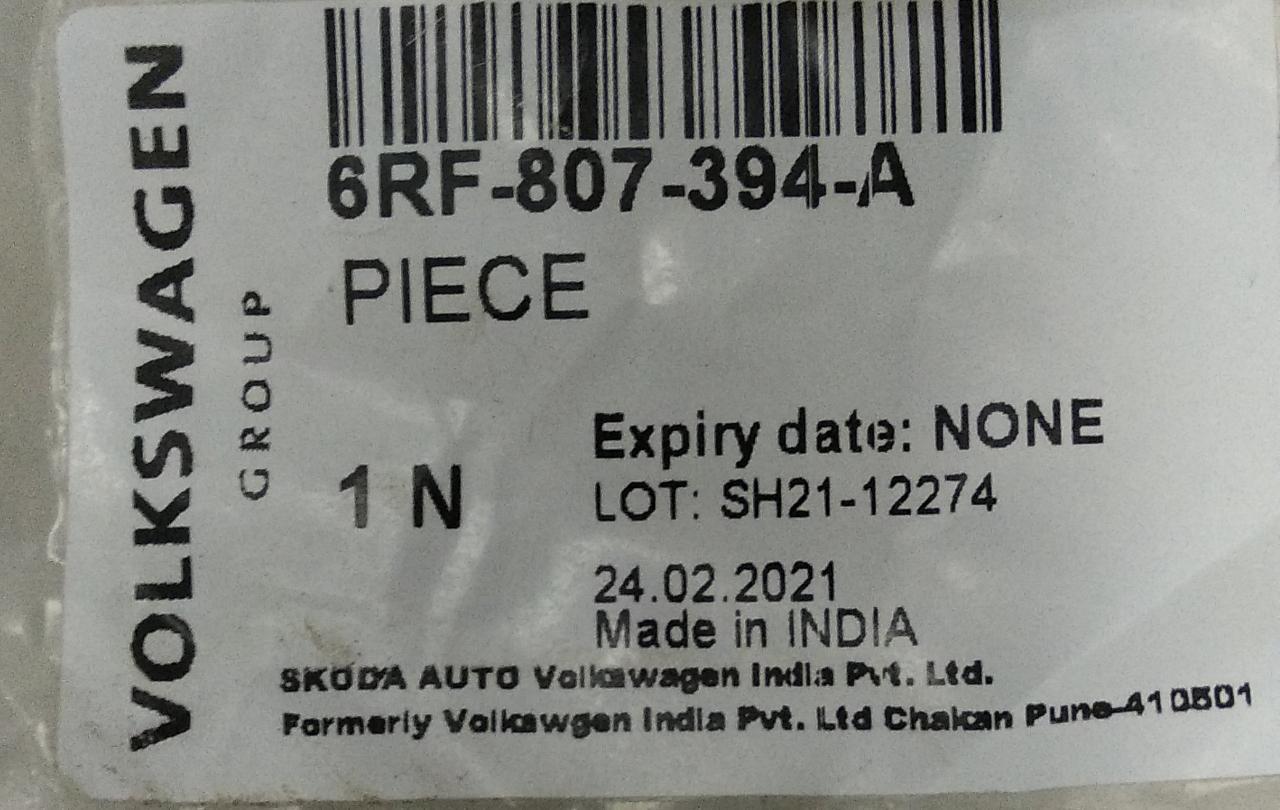 VOLKSWAGEN
GROUP
6RF-807-394-A
PIECE
1 N
Expiry date: NONE
LOT: SH21-12274
24.02.2021
Made in INDIA
SKODA AUTO Volkswagen India Pvt. Ltd.
Formerly Volkswgen India Pvt. Ltd Chakan Pune-410501